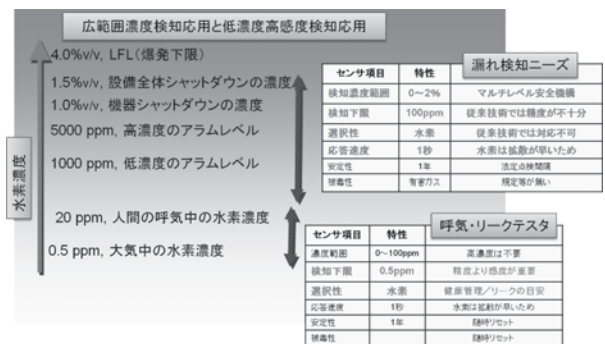 広範囲濃度検知応用と低濃度高感度検知応用
水素濃度
4.0%v/v, LFL(爆発下限)
1.5%v/v, 設備全体シャットダウンの濃度
1.0%v/v, 機器シャットダウンの濃度
5000 ppm, 高濃度のアラムレベル
1000 ppm, 低濃度のアラムレベル
20 ppm, 人間の呼気中の水素濃度
0.5 ppm, 大気中の水素濃度
漏れ検知ニーズ
センサ項目 特性
検知濃度範囲 0～2% マルチレベル安全機構
検知下限 100ppm 従来技術では精度が不十分
選択性 水素 従来技術では対応不可
応答速度 1秒 水素は拡散が早いため
安定性 1年 法定点検間隔
被毒性 有害ガス 規定等が無い
呼気・リークテスタ
センサ項目 特性
濃度範囲 0～100ppm 高濃度は不要
検知下限 0.5ppm 精度より感度が重要
選択性 水素 健康管理/リークの目安
応答速度 1秒 水素は拡散が早いため
安定性 1年 随時リセット
被毒性 随時リセット